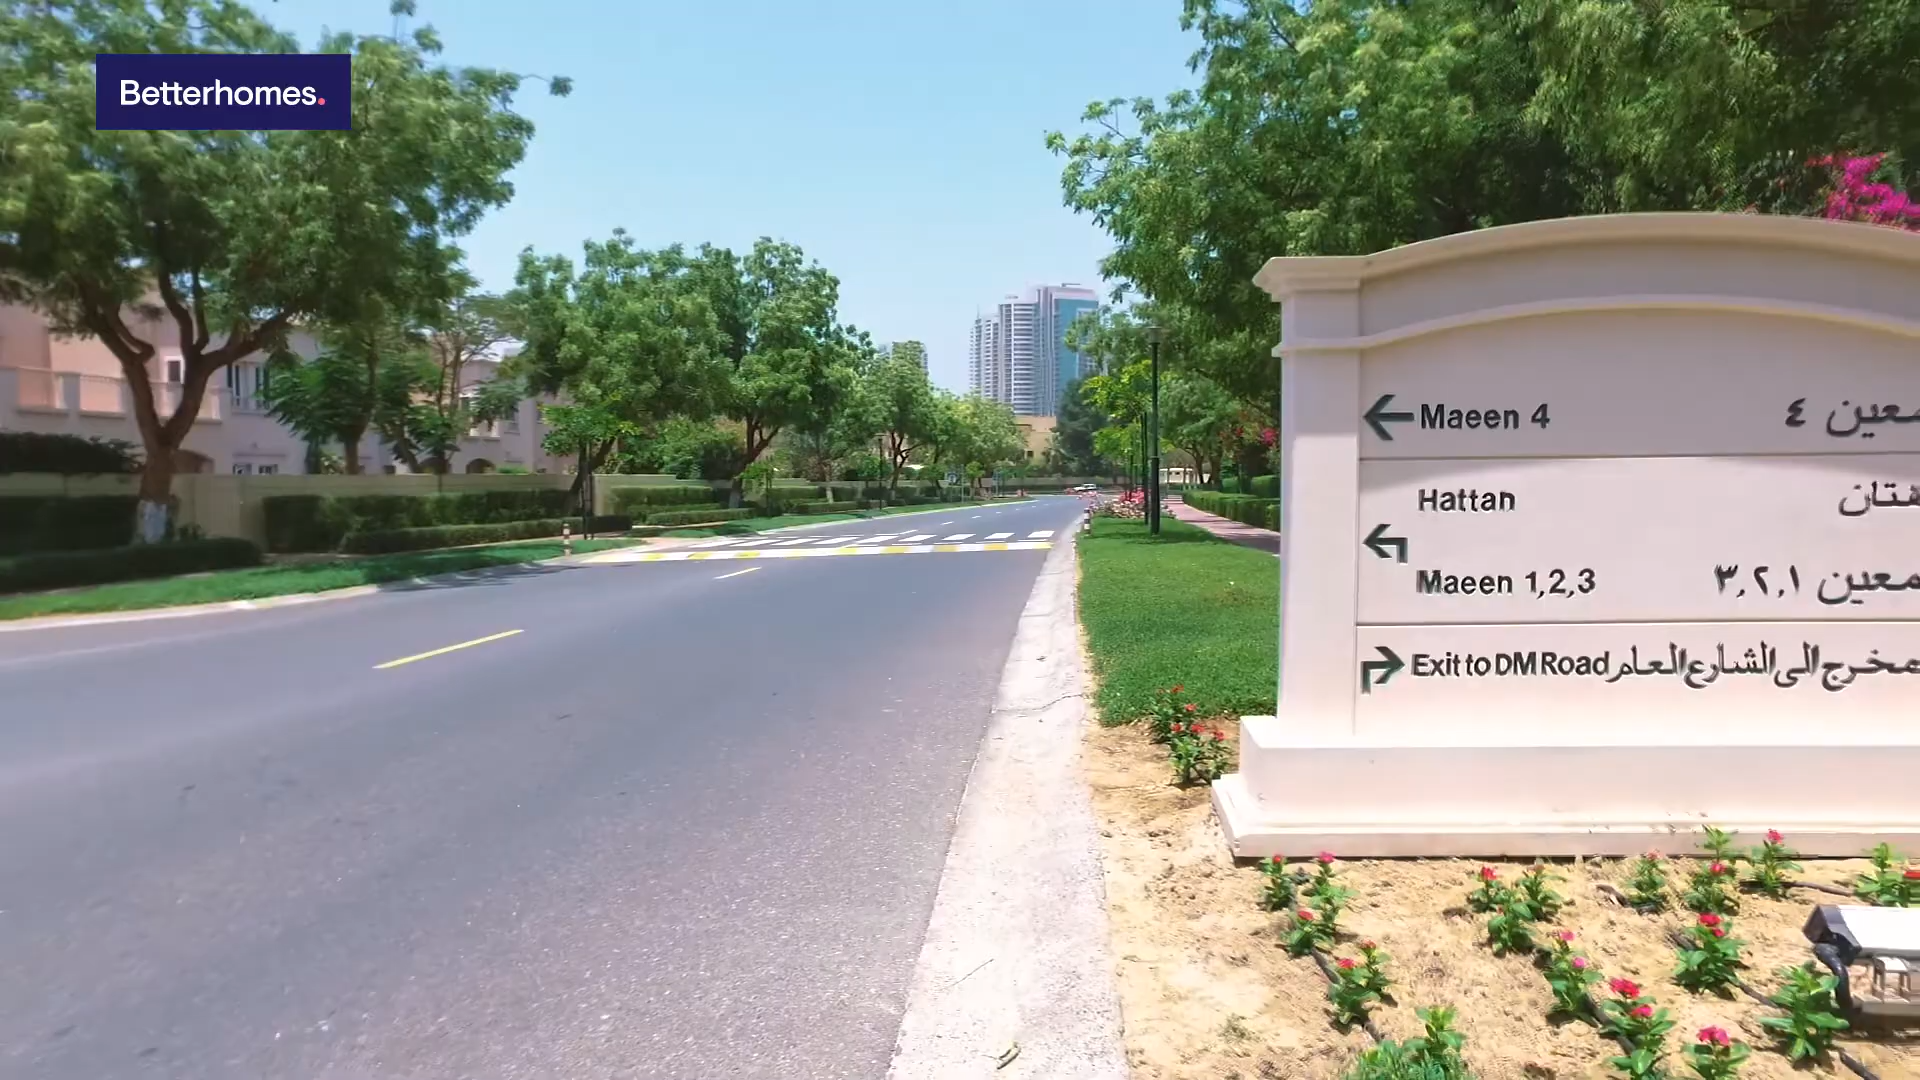 Betterhomes.
Maeen 4
معين ٤
Hattan
Maeen 1,2,3
معين ٣,٢,١
Exit to DM Road مخرج الى الشارع العام